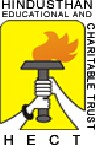 HINDUSTHAN
EDUCATIONAL AND
CHARITABLE TRUST
HECT